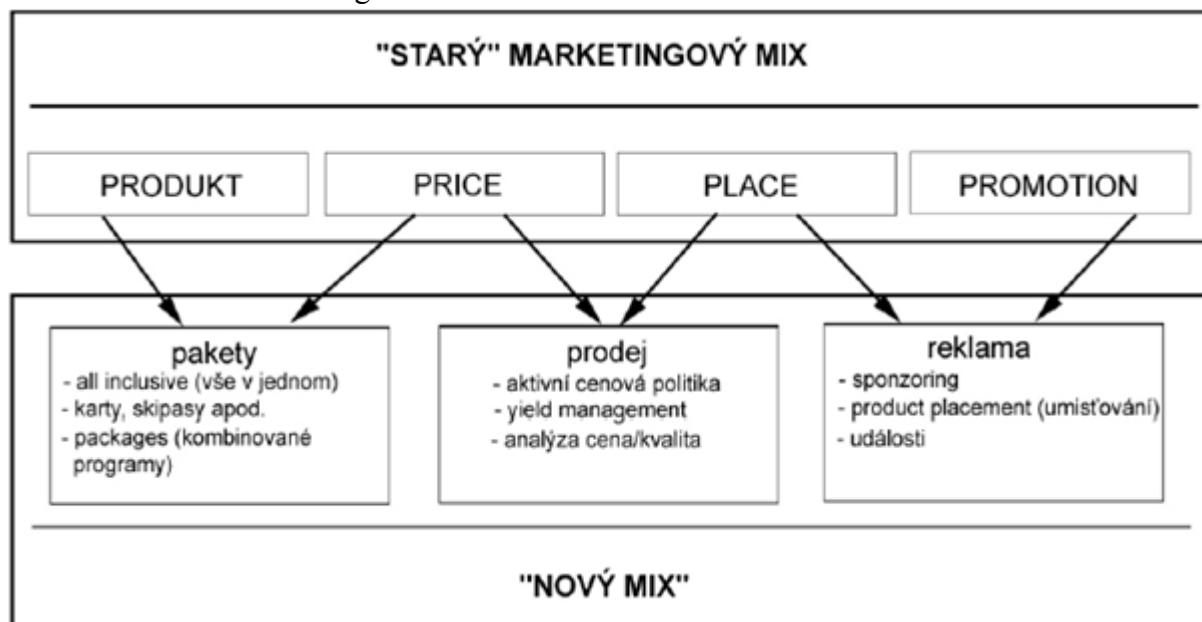 "STARÝ" MARKETINGOVÝ MIX
PRODUKT
PRICE
PLACE
PROMOTION
pakety
- all inclusive (vše v jednom)
- karty, skipasy apod.
- packages (kombinované
programy)
prodej
- aktivní cenová politika
- yield management
- analýza cena/kvalita
reklama
- sponzoring
- product placement (umisťování)
- události
"NOVÝ MIX"